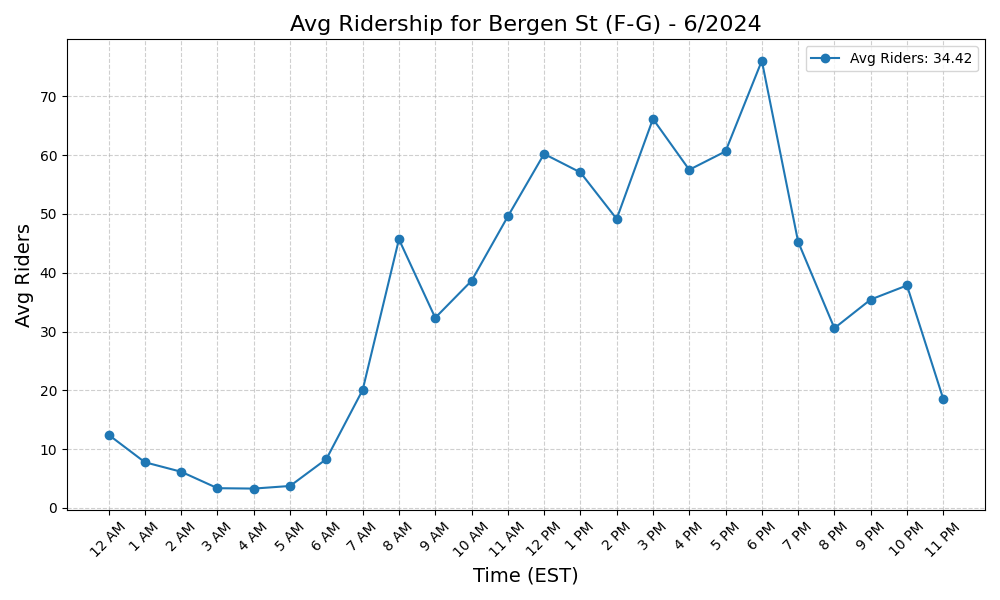 Avg Ridership for Bergen St (F-G) - 6/2024
Avg Riders: 34.42
Avg Riders
70
60
50
40
30
20
10
0
12 AM
1 AM
2 AM
3 AM
4 AM
5 AM
6 AM
7 AM
8 AM
9 AM
10 AM
11 AM
12 PM
1 PM
2 PM
3 PM
4 PM
5 PM
6 PM
7 PM
8 PM
9 PM
10 PM
11 PM
Time (EST)